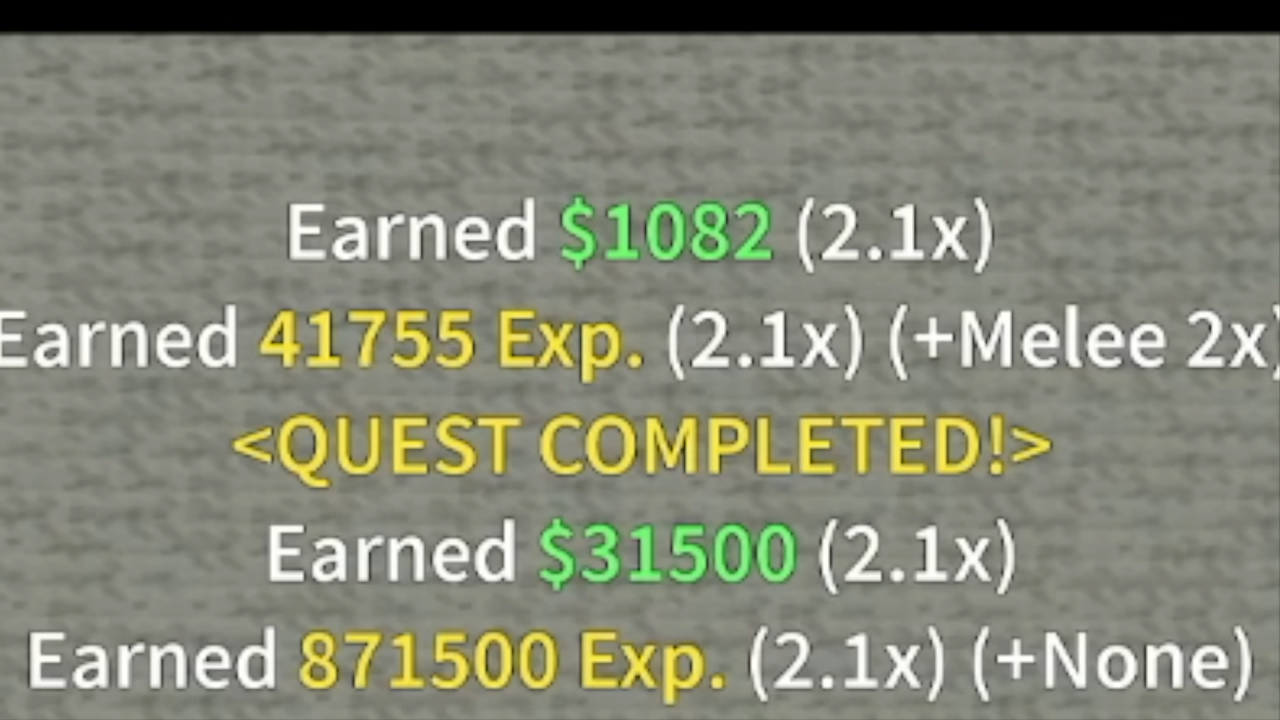 Earned $1082 (2.1x)
Earned 41755 Exp. (2.1x) (+Melee 2x)
<QUEST COMPLETED!>
Earned $31500 (2.1x)
Earned 871500 Exp. (2.1x) (+None)